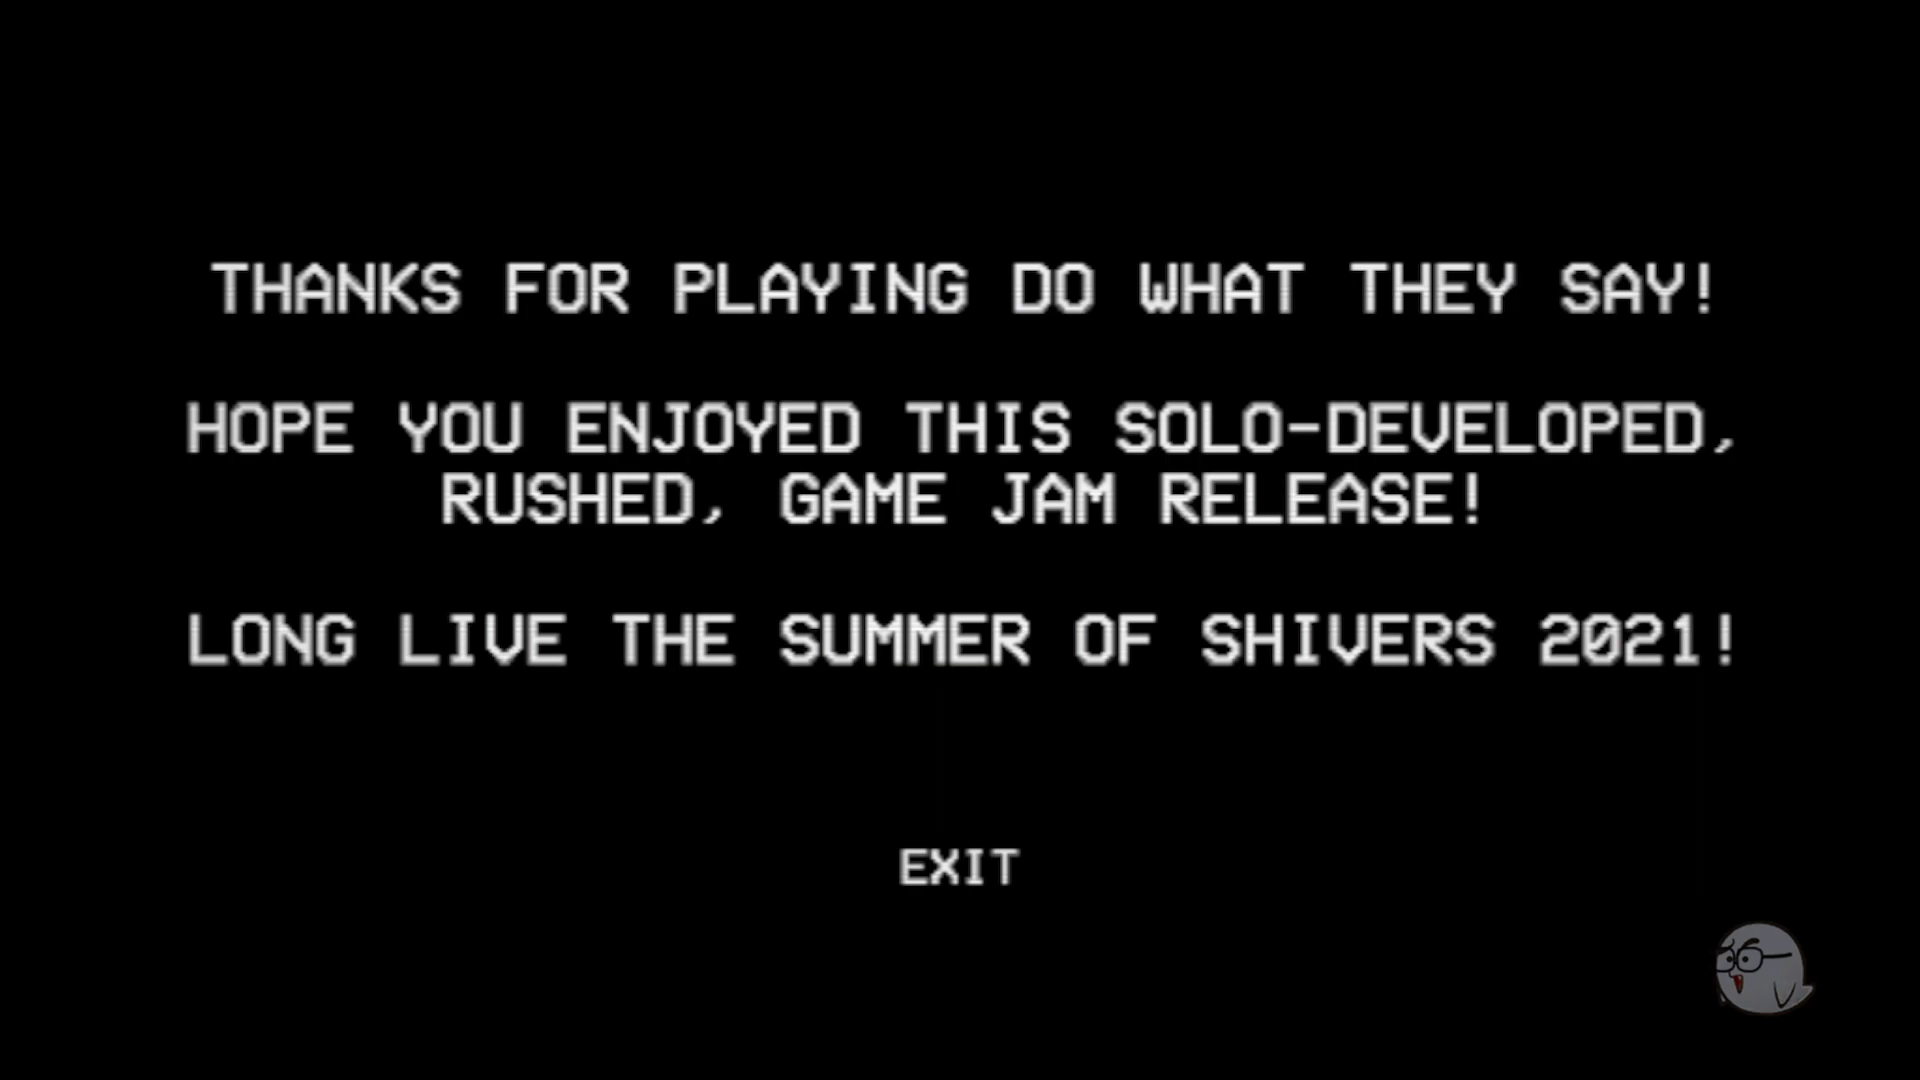 THANKS FOR PLAYING DO WHAT THEY SAY!
HOPE YOU ENJOYED THIS SOLO-DEVELOPED,
RUSHED, GAME JAM RELEASE!
LONG LIVE THE SUMMER OF SHIVERS 2021!
EXIT